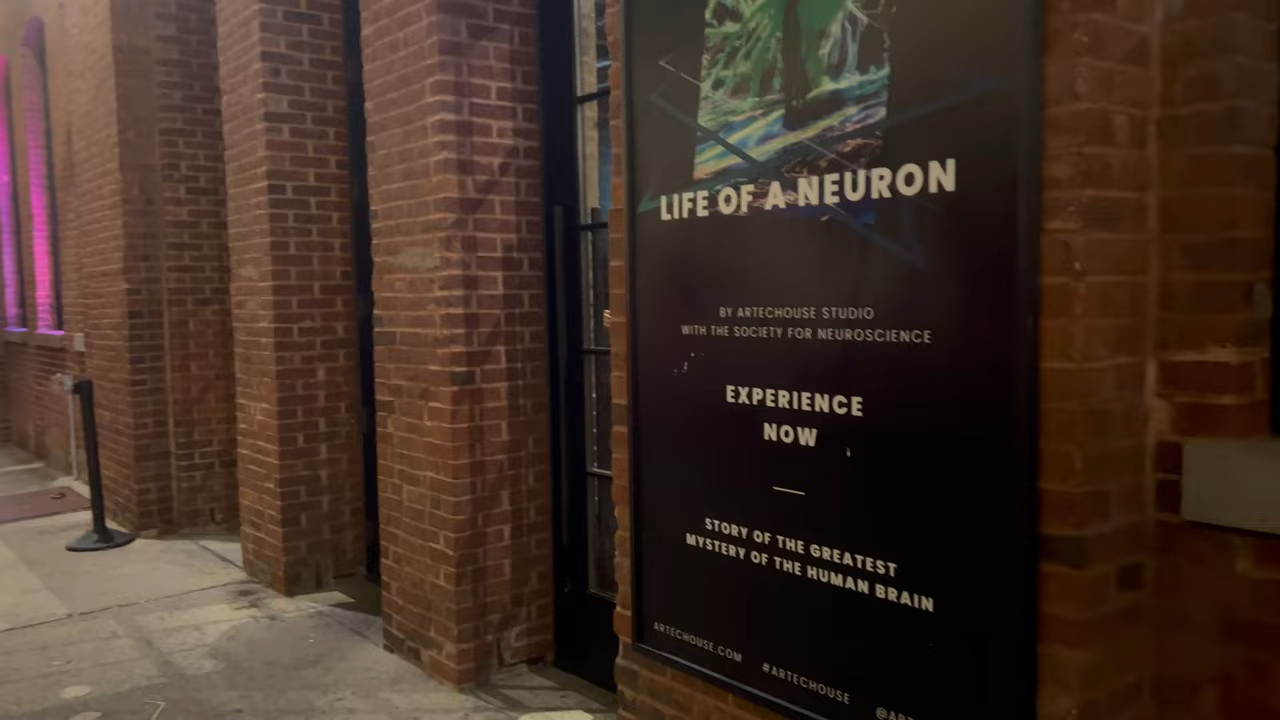 LIFE OF A NEURON
BY ARTECHOUSE STUDIO
WITH THE SOCIETY FOR NEUROSCIENCE
EXPERIENCE
NOW
STORY OF THE GREATEST
MYSTERY OF THE HUMAN BRAIN
ARTECHOUSE.COM
#ARTECHOUSE